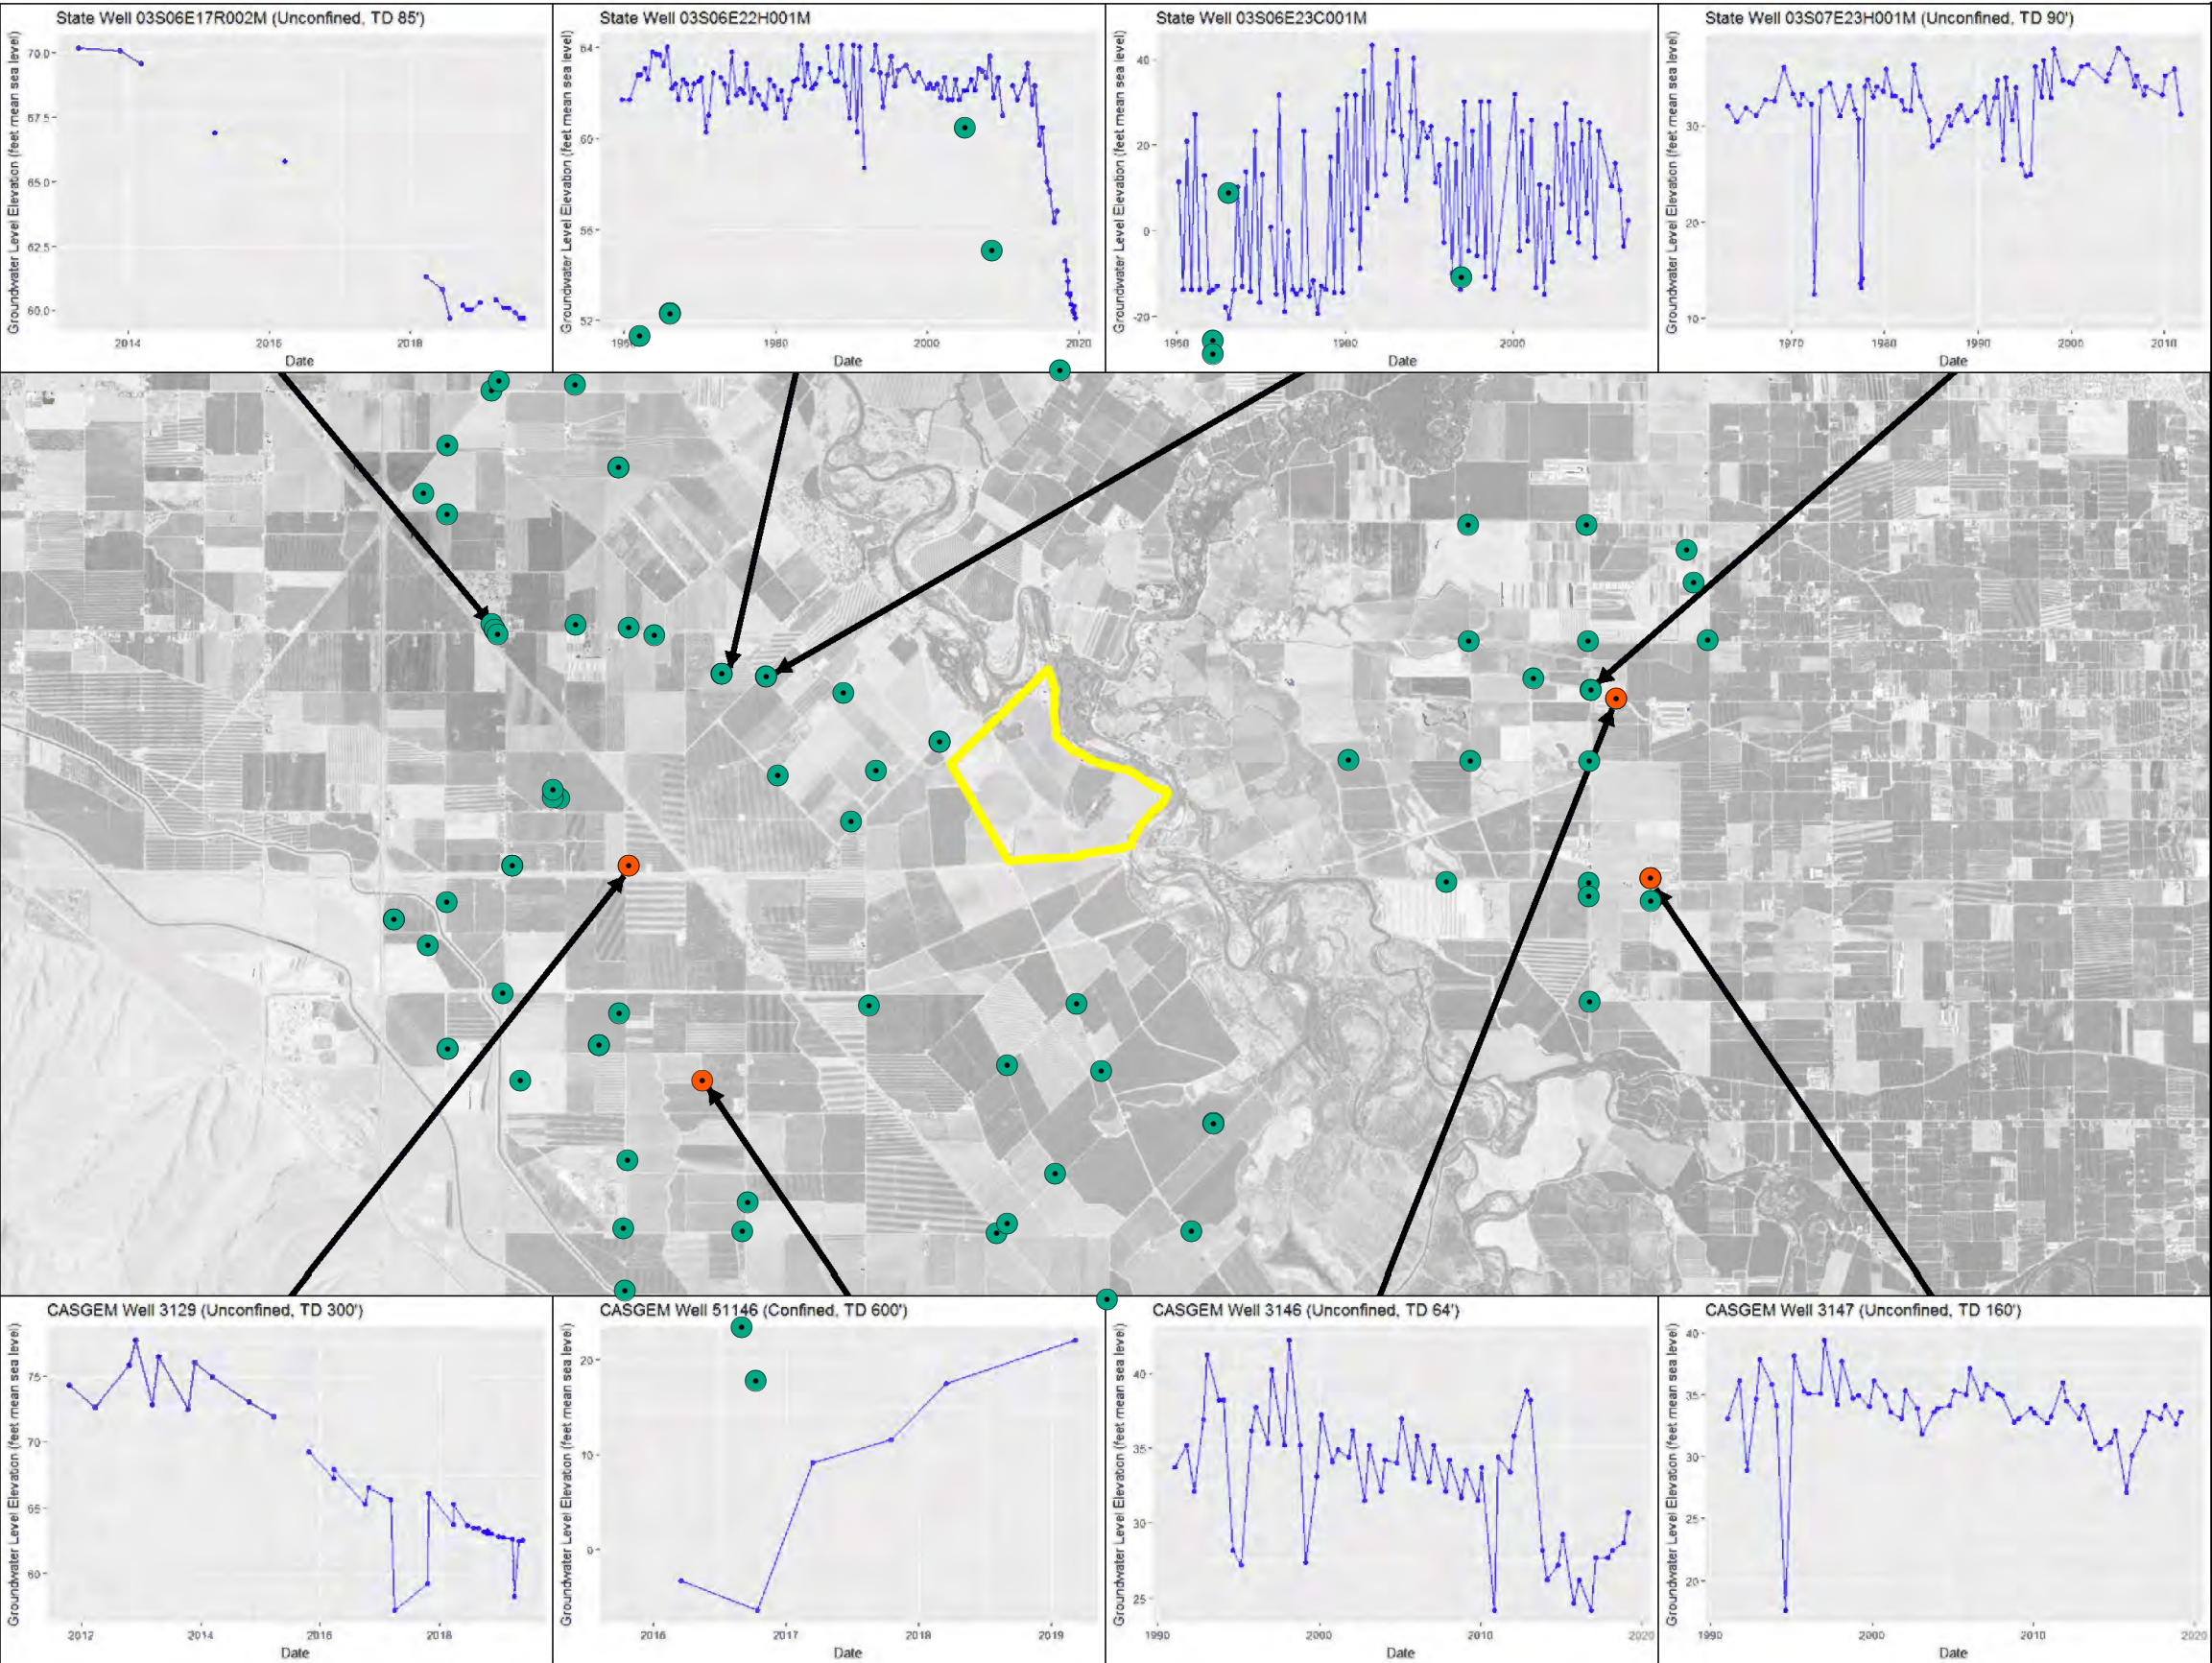 State Well 03S06E17R002M (Unconfined, TD 85')
Groundwater Level Elevation (feet mean sea level)
70.0
67.5
65.0
62.5
60.0
2014
2016
2018
Date
State Well 03S06E22H001M
Groundwater Level Elevation (feet mean sea level)
64
60
56
52
1960
1980
2000
2020
Date
State Well 03S06E23C001M
Groundwater Level Elevation (feet mean sea level)
40
20
0
-20
1960
1980
2000
Date
State Well 03S07E23H001M (Unconfined, TD 90')
Groundwater Level Elevation (feet mean sea level)
30
20
10
1970
1980
1990
2000
2010
Date
CASGEM Well 3129 (Unconfined, TD 300')
Groundwater Level Elevation (feet mean sea level)
75
70
65
60
2012
2014
2016
2018
Date
CASGEM Well 51146 (Confined, TD 600')
Groundwater Level Elevation (feet mean sea level)
20
10
0
2016
2017
2018
2019
Date
CASGEM Well 3146 (Unconfined, TD 64')
Groundwater Level Elevation (feet mean sea level)
40
35
30
25
1990
2000
2010
2020
Date
CASGEM Well 3147 (Unconfined, TD 160')
Groundwater Level Elevation (feet mean sea level)
40
35
30
25
20
1990
2000
2010
2020
Date